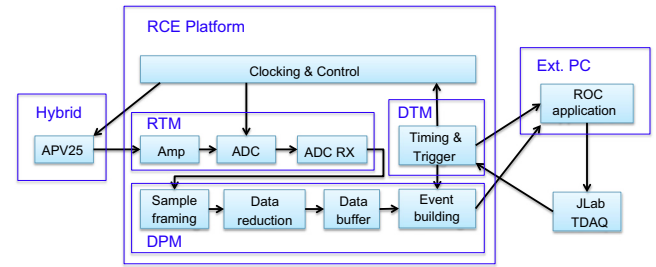 RCE Platform
Clocking & Control
Ext. PC
ROC
application
Hybrid
APV25
RTM
Amp
ADC
ADC RX
DTM
Timing &
Trigger
Sample
framing
Data
reduction
Data
buffer
Event
building
DPM
JLab
TDAQ